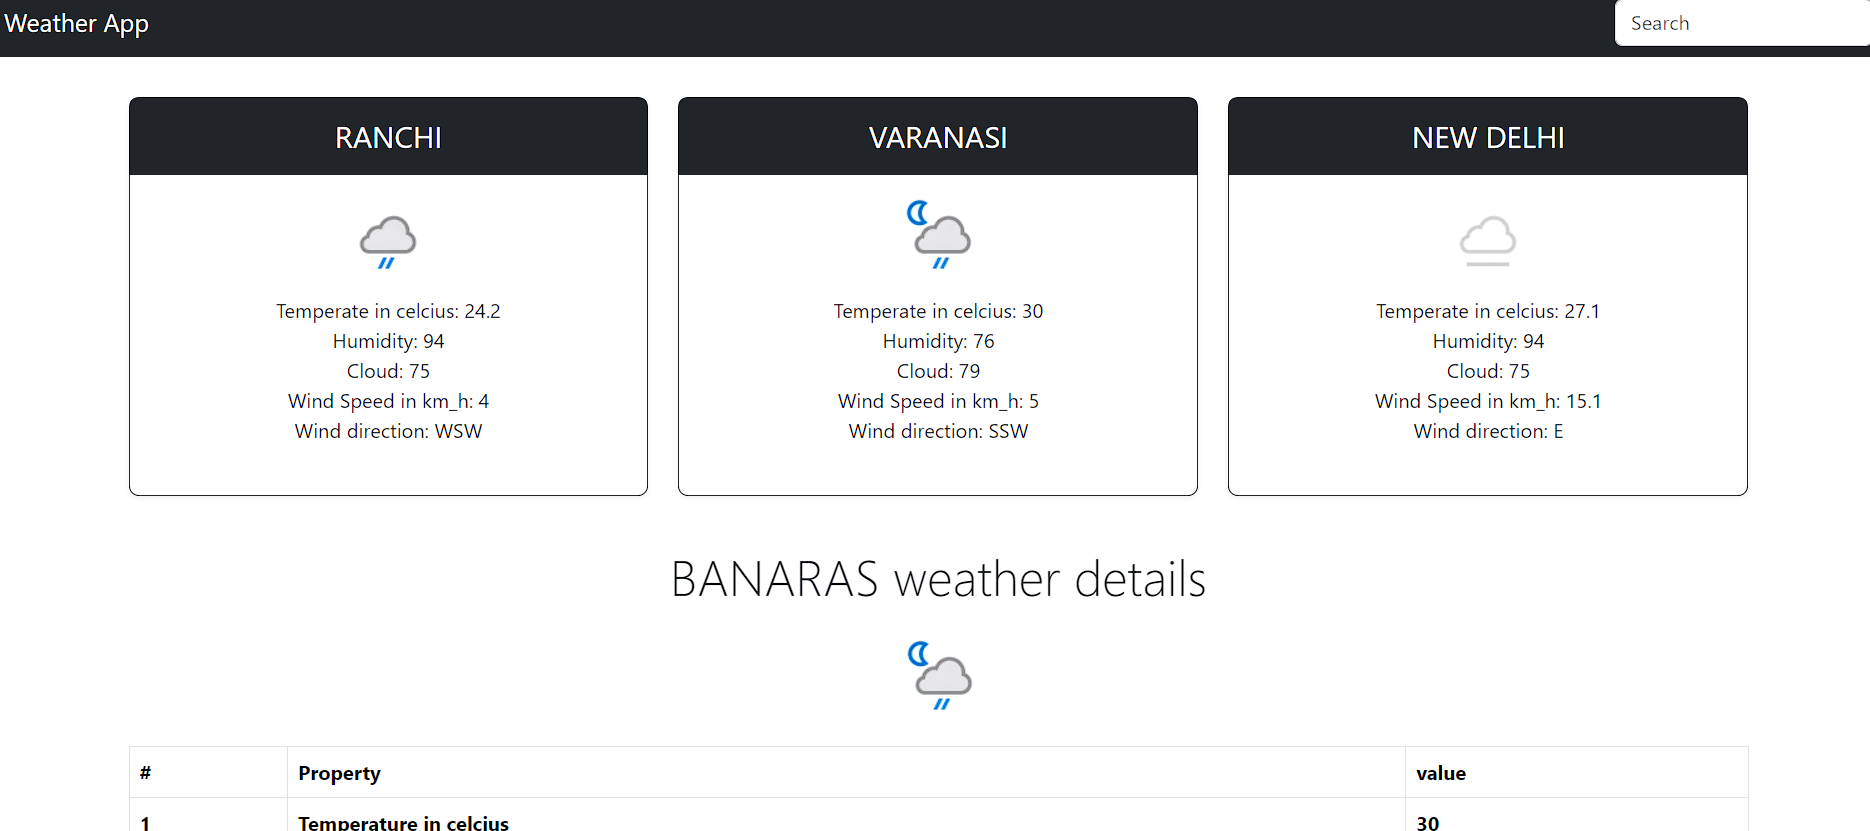 Weather App
Search
RANCHI
Temperate in celcius: 24.2
Humidity: 94
Cloud: 75
Wind Speed in km_h: 4
Wind direction: WSW
VARANASI
Temperate in celcius: 30
Humidity: 76
Cloud: 79
Wind Speed in km_h: 5
Wind direction: SSW
NEW DELHI
Temperate in celcius: 27.1
Humidity: 94
Cloud: 75
Wind Speed in km_h: 15.1
Wind direction: E
BANARAS weather details
# Property value
1 Temperature in celcius 30